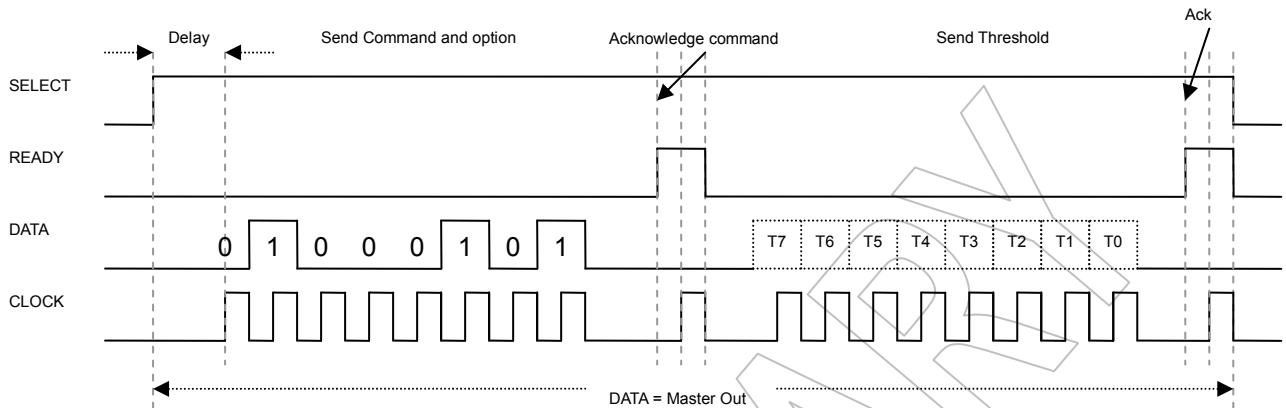 Ack
Delay Send Command and option Acknowledge command Send Threshold
SELECT
READY
DATA 0 1 0 0 0 1 0 1 T7 T6 T5 T4 T3 T2 T1 T0
CLOCK
DATA = Master Out